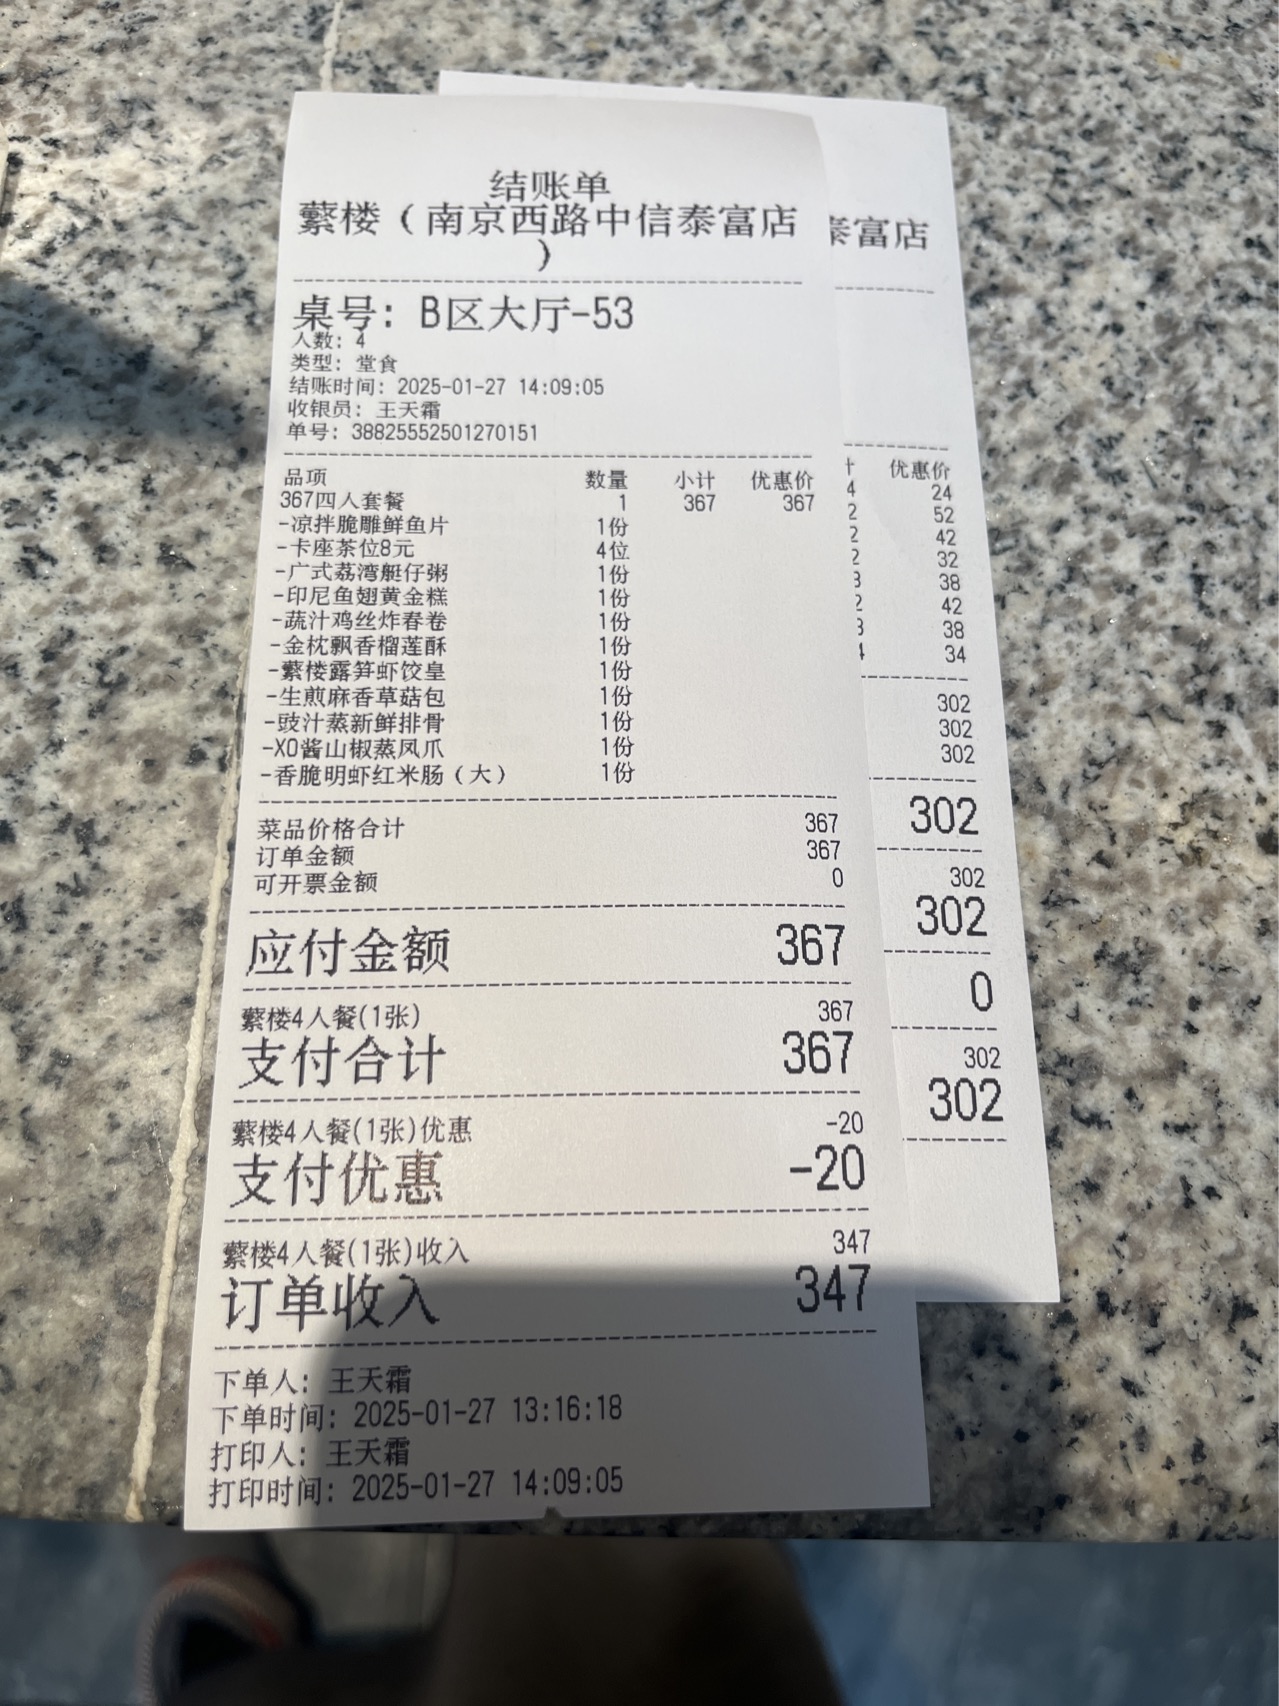 结账单
蘩楼（南京西路中信泰富店
）
桌号：B区大厅-53
人数：4
类型：堂食
结账时间：2025-01-27 14:09:05
收银员：王天霜
单号：38825552501270151
品项 数量 小计 优惠价
367四人套餐 1 367 367
-凉拌脆雕鲜鱼片 1份
-卡座茶位8元 4位
-广式荔湾艇仔粥 1份
-印尼鱼翅黄金糕 1份
-蔬汁鸡丝炸春卷 1份
-金枕飘香榴莲酥 1份
-蘩楼露笋虾饺皇 1份
-生煎麻香草菇包 1份
-豉汁蒸新鲜排骨 1份
-XO酱山椒蒸凤爪 1份
-香脆明虾红米肠（大） 1份
菜品价格合计 367
订单金额 367
可开票金额 0
应付金额 367
蘩楼4人餐(1张) 367
支付合计 367
蘩楼4人餐(1张)优惠 -20
支付优惠 -20
蘩楼4人餐(1张)收入 347
订单收入 347
下单人：王天霜
下单时间：2025-01-27 13:16:18
打印人：王天霜
打印时间：2025-01-27 14:09:05
泰富店
计 优惠价
4 24
2 52
2 42
2 32
8 38
2 42
8 38
4 34
302
302
302
302
302
302
0
302
302